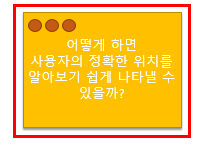 어떻게 하면
사용자의 정확한 위치를
알아보기 쉽게 나타낼 수
있을까?